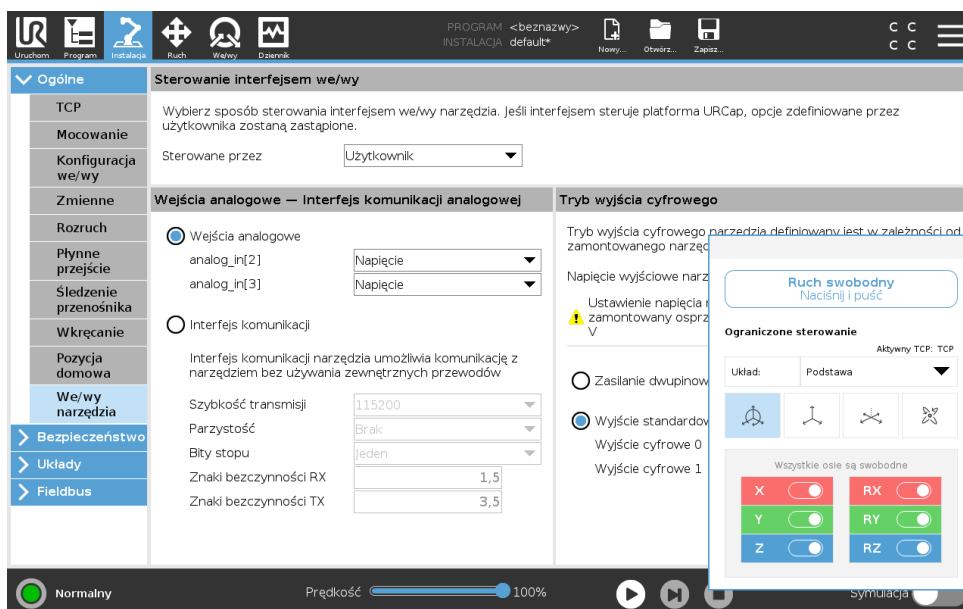 PROGRAM <beznazwy>
INSTALACJA default*
C C
C C
Uruchom Program Instalacja Ruch We/wy Dziennik Nowy... Otwórz... Zapisz...
Ogólne
TCP
Mocowanie
Konfiguracja
we/wy
Zmienne
Rozruch
Płynne
przejście
Śledzenie
przenośnika
Wkręcanie
Pozycja
domowa
We/wy
narzędzia
Bezpieczeństwo
Układy
Fieldbus
Sterowanie interfejsem we/wy
Wybierz sposób sterowania interfejsem we/wy narzędzia. Jeśli interfejsem steruje platforma URCap, opcje zdefiniowane przez
użytkownika zostaną zastąpione.
Sterowane przez Użytkownik
Wejścia analogowe — Interfejs komunikacji analogowej
Wejścia analogowe
analog_in[2] Napięcie
analog_in[3] Napięcie
Interfejs komunikacji
Interfejs komunikacji narzędzia umożliwia komunikację z
narzędziem bez używania zewnętrznych przewodów
Szybkość transmisji 115200
Parzystość Brak
Bity stopu Jeden
Znaki bezczynności RX 1,5
Znaki bezczynności TX 3,5
Tryb wyjścia cyfrowego
Tryb wyjścia cyfrowego narzędzia definiowany jest w zależności od
zamontowanego narzęd
Napięcie wyjściowe narz
Ustawienie napięcia
zamontowany osprz
V
Zasilanie dwupinow
Wyjście standardow
Wyjście cyfrowe 0
Wyjście cyfrowe 1
Ruch swobodny
Naciśnij i puść
Ograniczone sterowanie
Aktywny TCP: TCP
Układ: Podstawa
Wszystkie osie są swobodne
X RX
Y RY
Z RZ
Normalny
Prędkość 100%
Symulacja